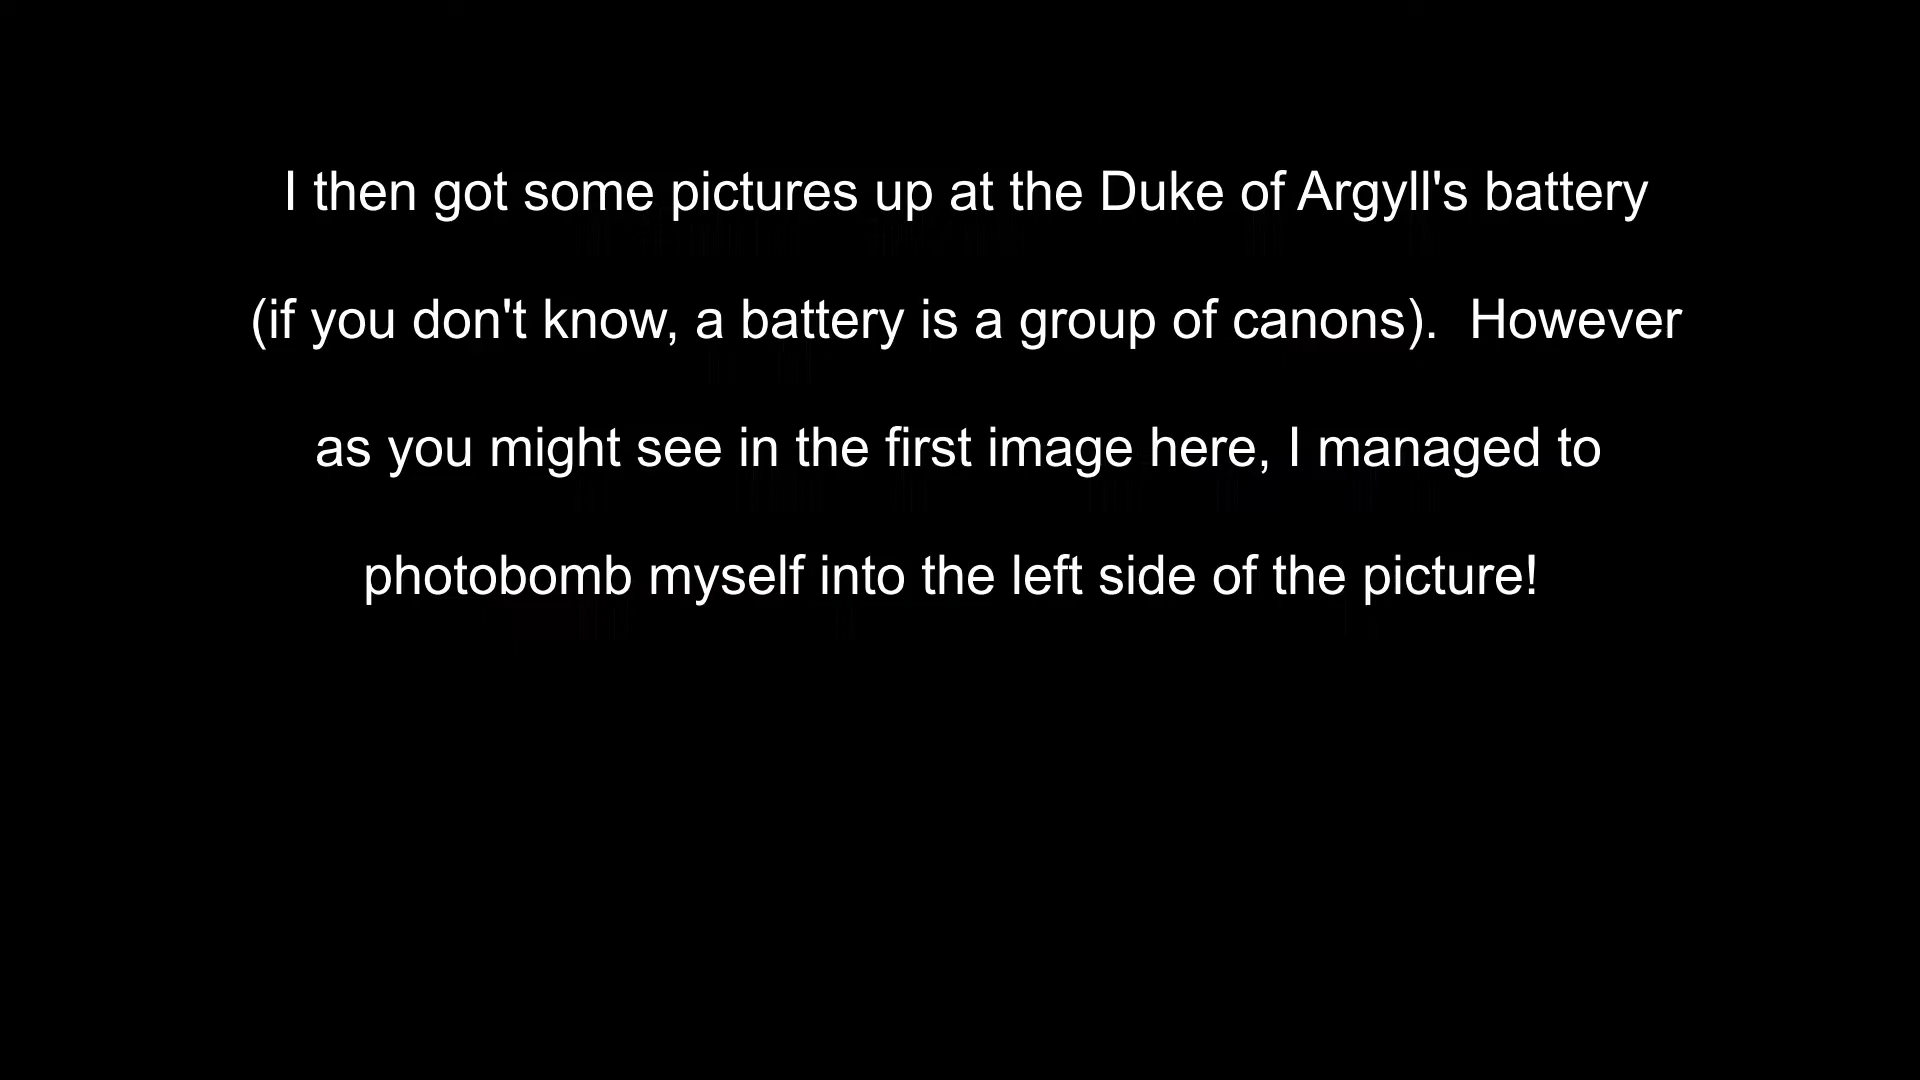 I then got some pictures up at the Duke of Argyll's battery
(if you don't know, a battery is a group of canons).  However
as you might see in the first image here, I managed to
photobomb myself into the left side of the picture!